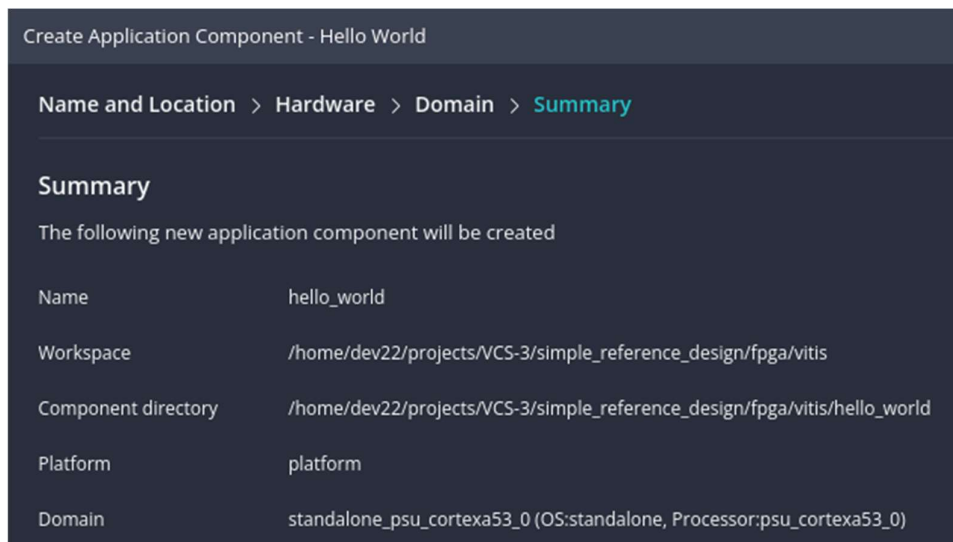 Create Application Component - Hello World
Name and Location > Hardware > Domain > Summary
Summary
The following new application component will be created
Name hello_world
Workspace /home/dev22/projects/VCS-3/simple_reference_design/fpga/vitis
Component directory /home/dev22/projects/VCS-3/simple_reference_design/fpga/vitis/hello_world
Platform platform
Domain standalone_psu_cortexa53_0 (OS:standalone, Processor:psu_cortexa53_0)